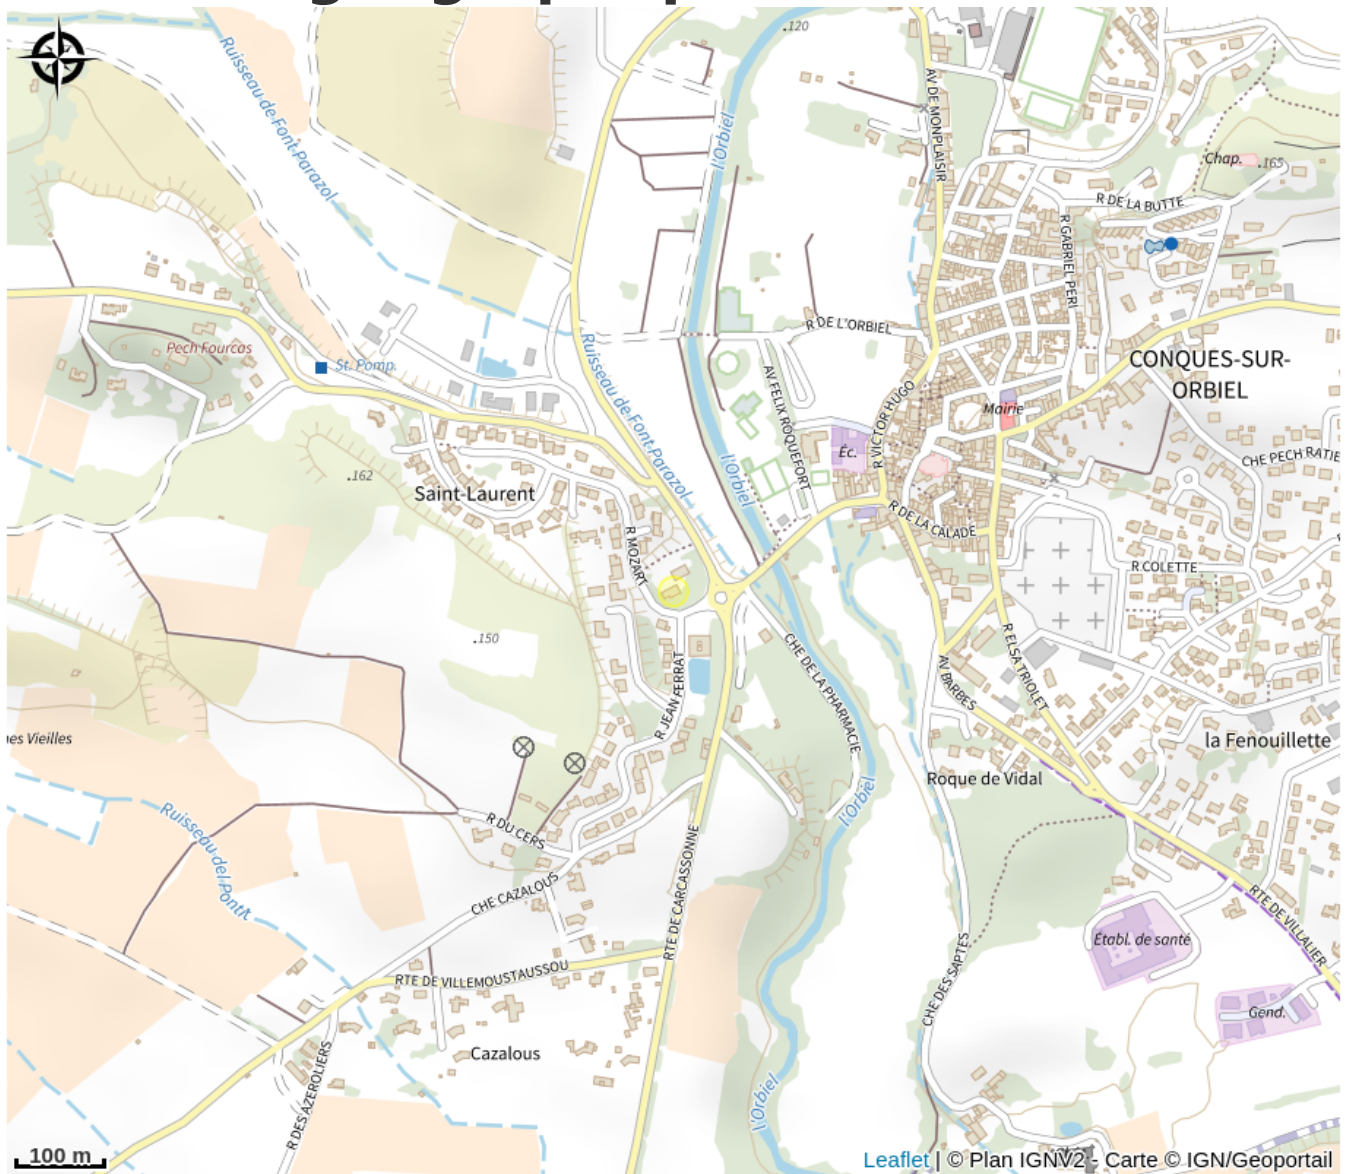 .120
Ruisseau de Font-Parazol
l'Orbiel
AV DE MONPLAISIR
Chap.
.165
R DE LA BUTTE
R GABRIEL PERI
R DE L'ORBIEL
Pech Fourcas
St. Pomp.
Ruisseau de Font-Parazol
AV FELIX ROQUEFORT
R VICTOR HUGO
CONQUES-SUR-
ORBIEL
Mairie
Éc.
CHE PECH RATIE
.162
Saint-Laurent
l'Orbiel
R DE LA CALADE
R MOZART
R COLETTE
.150
R ELSA TRIOLET
CHE DE LA PHARMACIE
R JEAN FERRAT
AV BARBES
nes Vieilles
la Fenouillette
Roque de Vidal
l'Orbiel
Ruisseau del Pontil
R DU CERS
CHE CAZALOUS
RTE DE CARCASSONNE
RTE DE VILLALIER
Établ. de santé
RTE DE VILLEMOUSTAUSSOU
CHE DES SAPTES
Gend.
Cazalous
R DES AZEROLIERS
l'Orbiel
100 m
Leaflet | © Plan IGNV2 - Carte © IGN/Geoportail